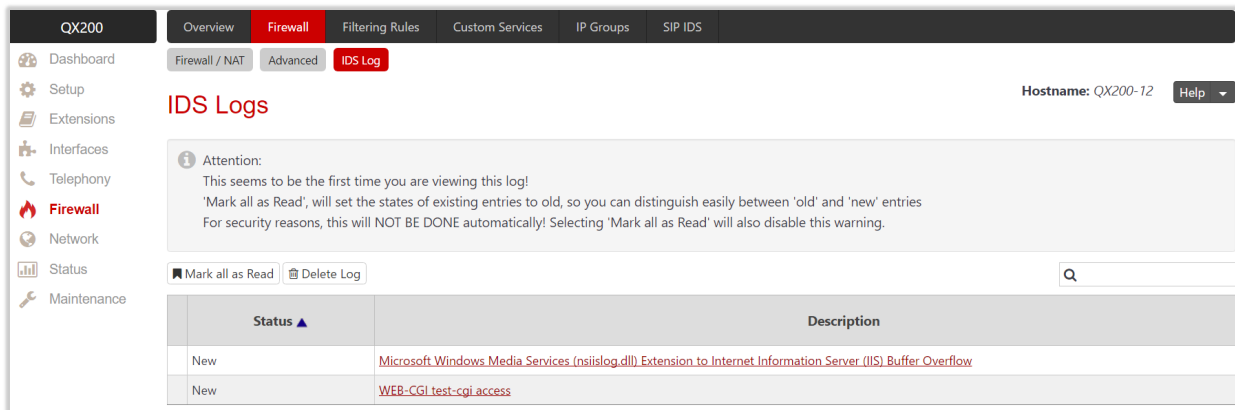 QX200
Overview Firewall Filtering Rules Custom Services IP Groups SIP IDS
Dashboard
Setup
Extensions
Interfaces
Telephony
Firewall
Network
Status
Maintenance
Firewall / NAT Advanced IDS Log
Hostname: QX200-12 Help
IDS Logs
Attention:
This seems to be the first time you are viewing this log!
'Mark all as Read', will set the states of existing entries to old, so you can distinguish easily between 'old' and 'new' entries
For security reasons, this will NOT BE DONE automatically! Selecting 'Mark all as Read' will also disable this warning.
Mark all as Read Delete Log
Status Description
New Microsoft Windows Media Services (nsiislog.dll) Extension to Internet Information Server (IIS) Buffer Overflow
New WEB-CGI test-cgi access